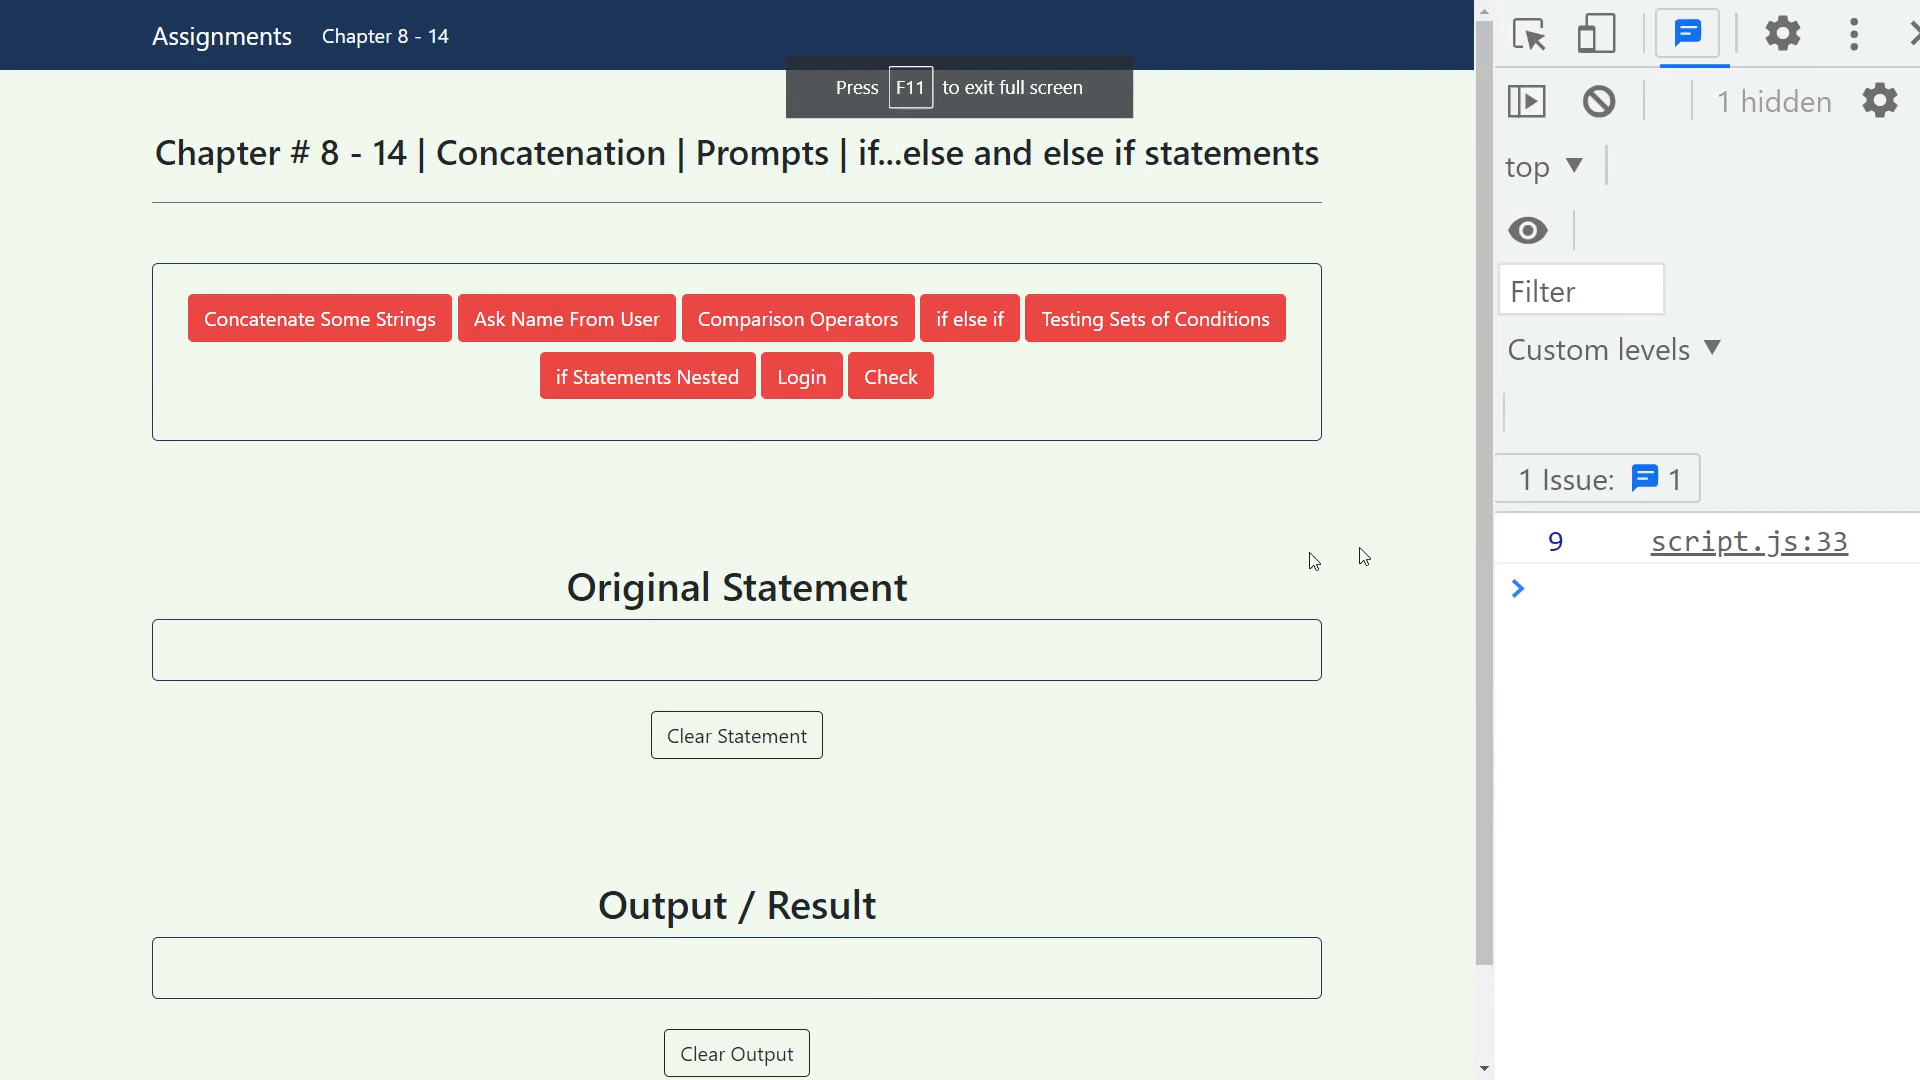 Assignments Chapter 8 - 14
Press F11 to exit full screen
Chapter # 8 - 14 | Concatenation | Prompts | if...else and else if statements
Concatenate Some Strings Ask Name From User Comparison Operators if else if Testing Sets of Conditions
if Statements Nested Login Check
Original Statement
Clear Statement
Output / Result
Clear Output
1 hidden
top
Filter
Custom levels
1 Issue: 1
9 script.js:33